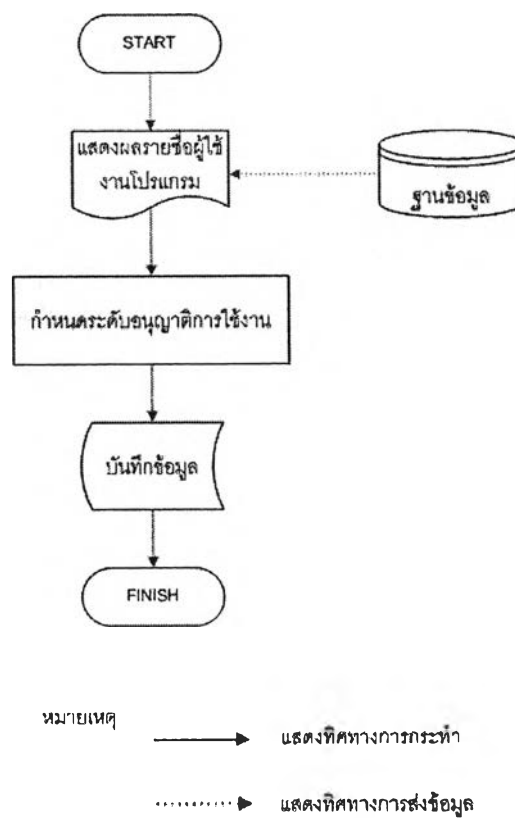 START
แสดงผลรายชื่อผู้ใช้
งานโปรแกรม
ฐานข้อมูล
กำหนดระดับอนุญาติการใช้งาน
บันทึกข้อมูล
FINISH
หมายเหตุ
แสดงทิศทางการกระทำ
แสดงทิศทางการส่งข้อมูล